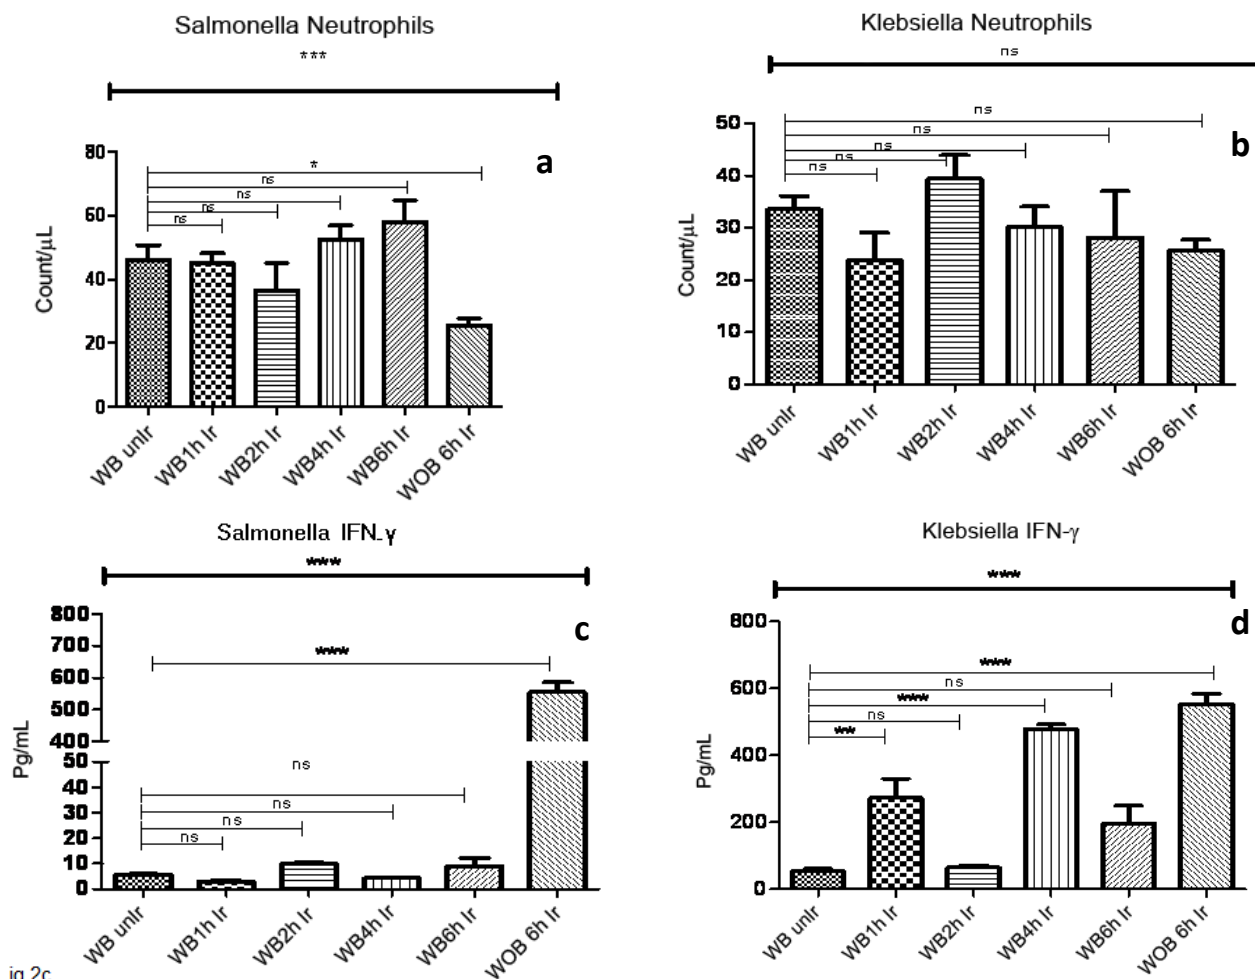 Salmonella Neutrophils
***
a
80
60
40
20
0
Count/µL
*
ns
ns
ns
ns
WB unIr
WB1h Ir
WB2h Ir
WB4h Ir
WB6h Ir
WOB 6h Ir
Klebsiella Neutrophils
ns
b
50
40
30
20
10
0
Count/µL
ns
ns
ns
ns
ns
WB unIr
WB1h Ir
WB2h Ir
WB4h Ir
WB6h Ir
WOB 6h Ir
Salmonella IFN-γ
***
c
800
700
600
500
400
50
40
30
20
10
0
Pg/mL
***
ns
ns
ns
ns
WB unIr
WB1h Ir
WB2h Ir
WB4h Ir
WB6h Ir
WOB 6h Ir
Klebsiella IFN-γ
***
d
800
600
400
200
0
Pg/mL
***
ns
***
ns
**
WB unIr
WB1h Ir
WB2h Ir
WB4h Ir
WB6h Ir
WOB 6h Ir
ig 2c